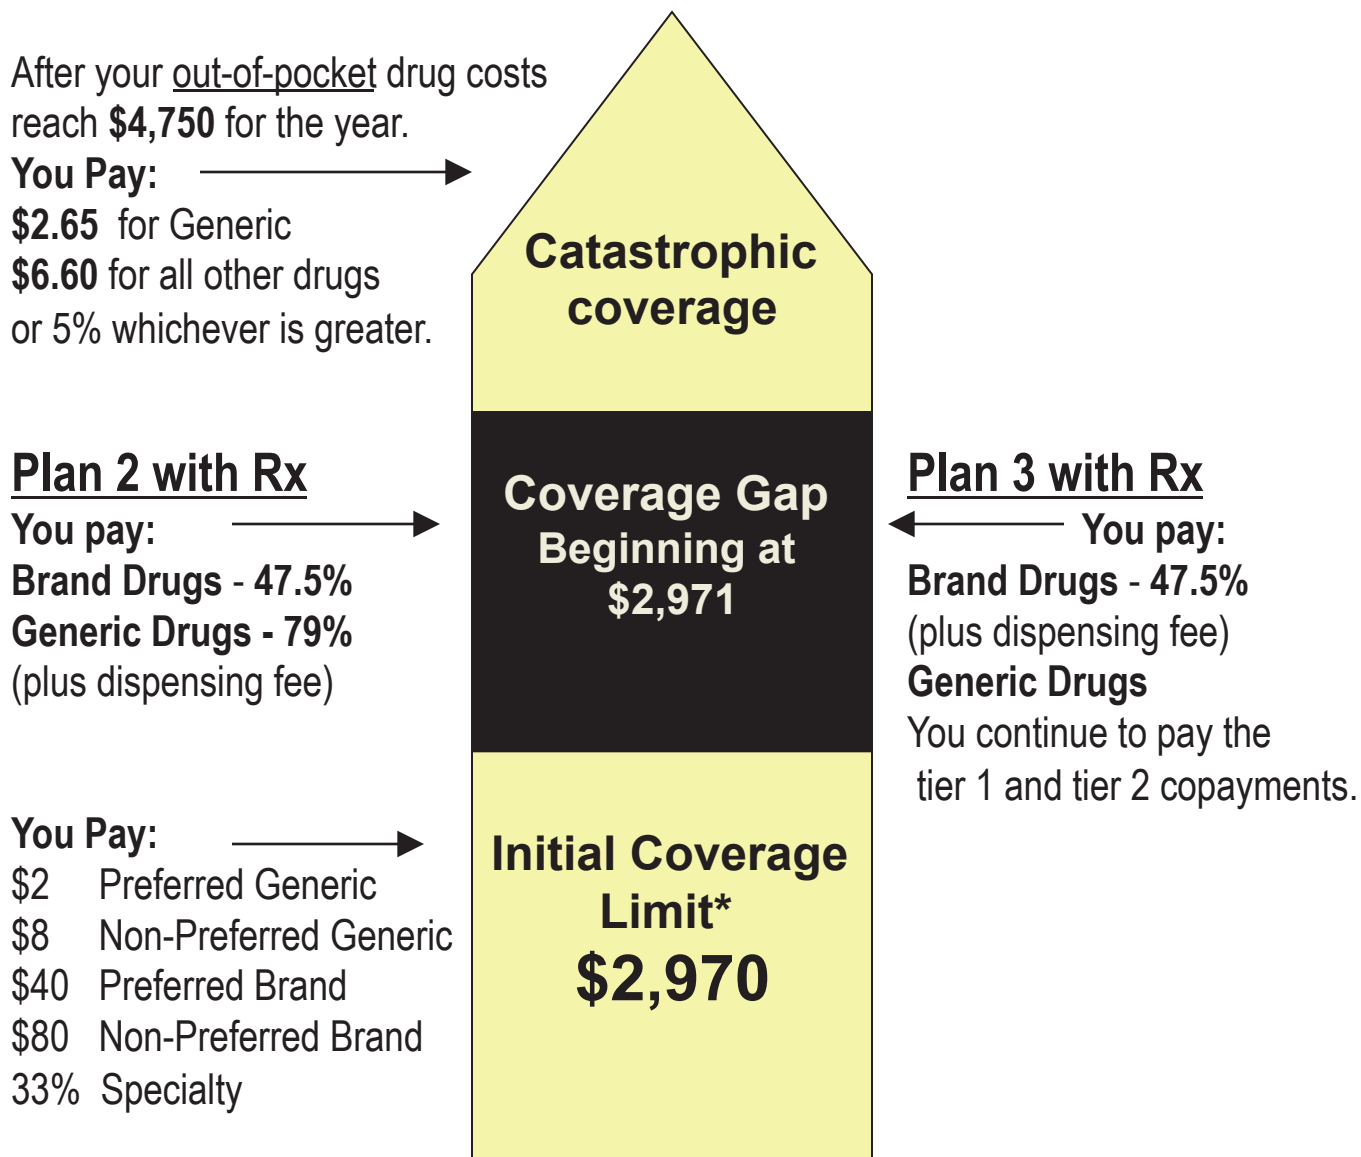 After your out-of-pocket drug costs
reach $4,750 for the year.
You Pay:
$2.65 for Generic
$6.60 for all other drugs
or 5% whichever is greater.
Catastrophic
coverage
Plan 2 with Rx
You pay:
Brand Drugs - 47.5%
Generic Drugs - 79%
(plus dispensing fee)
Coverage Gap
Beginning at
$2,971
Plan 3 with Rx
You pay:
Brand Drugs - 47.5%
(plus dispensing fee)
Generic Drugs
You continue to pay the
tier 1 and tier 2 copayments.
You Pay:
$2 Preferred Generic
$8 Non-Preferred Generic
$40 Preferred Brand
$80 Non-Preferred Brand
33% Specialty
Initial Coverage
Limit*
$2,970